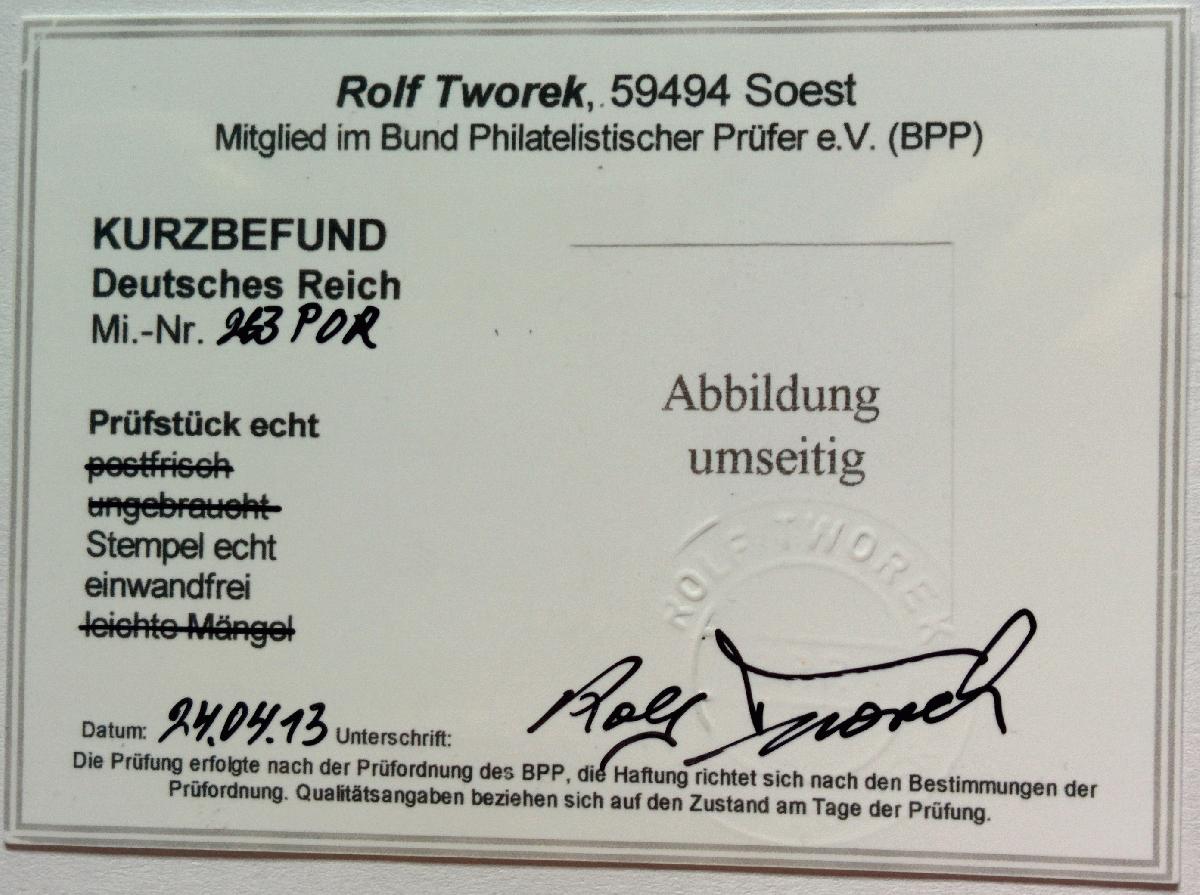 Rolf Tworek, 59494 Soest
Mitglied im Bund Philatelistischer Prüfer e.V. (BPP)
KURZBEFUND
Deutsches Reich
Mi.-Nr. 263 POR
Abbildung
umseitig
Prüfstück echt
postfrisch
ungebraucht
Stempel echt
einwandfrei
leichte Mängel
ROLF TWOREK
Datum: 24.04.13 Unterschrift: Rolf Tworek
Die Prüfung erfolgte nach der Prüfordnung des BPP, die Haftung richtet sich nach den Bestimmungen der
Prüfordnung. Qualitätsangaben beziehen sich auf den Zustand am Tage der Prüfung.